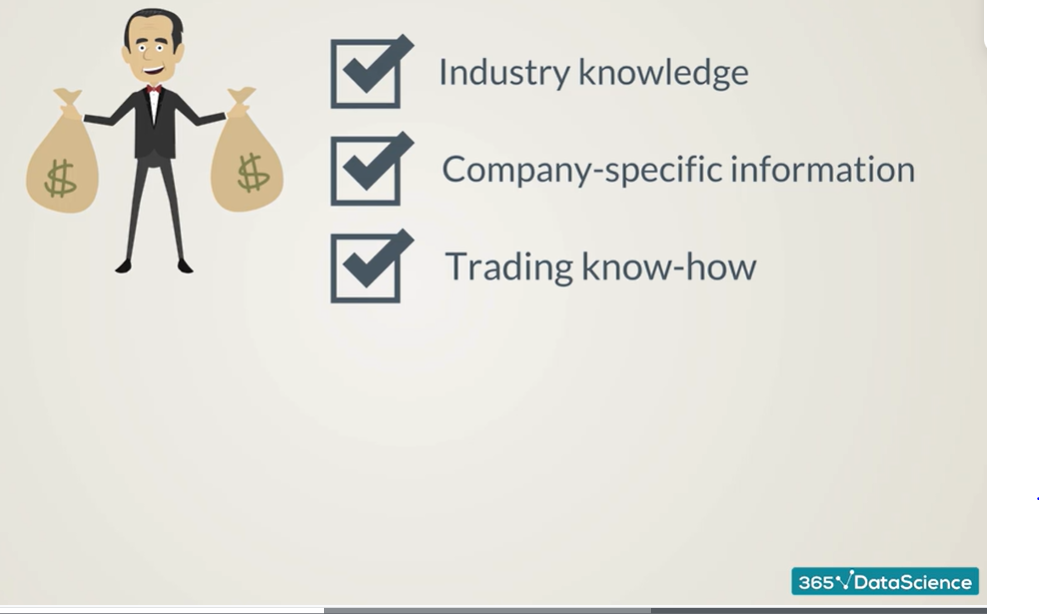 Industry knowledge
Company-specific information
Trading know-how
$ $
365 DataScience